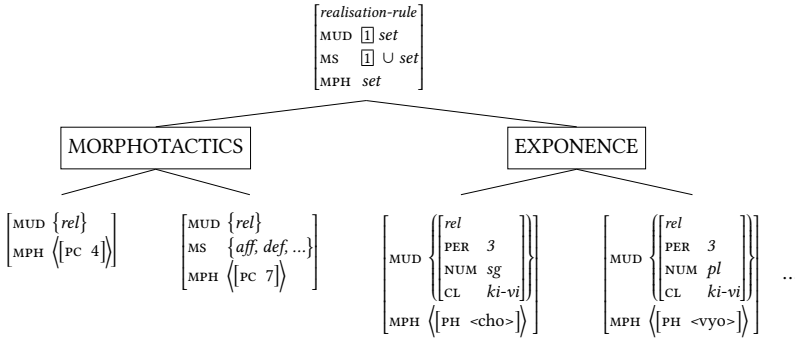 realisation-rule
MUD 1 set
MS 1 ∪ set
MPH set
MORPHOTACTICS
EXPONENCE
MUD {rel}
MPH ⟨[PC 4]⟩
MUD {rel}
MS {aff, def, ...}
MPH ⟨[PC 7]⟩
rel
PER 3
MUD
NUM sg
CL ki-vi
MPH ⟨[PH <cho>]⟩
rel
PER 3
MUD
NUM pl
CL ki-vi
MPH ⟨[PH <vyo>]⟩
..